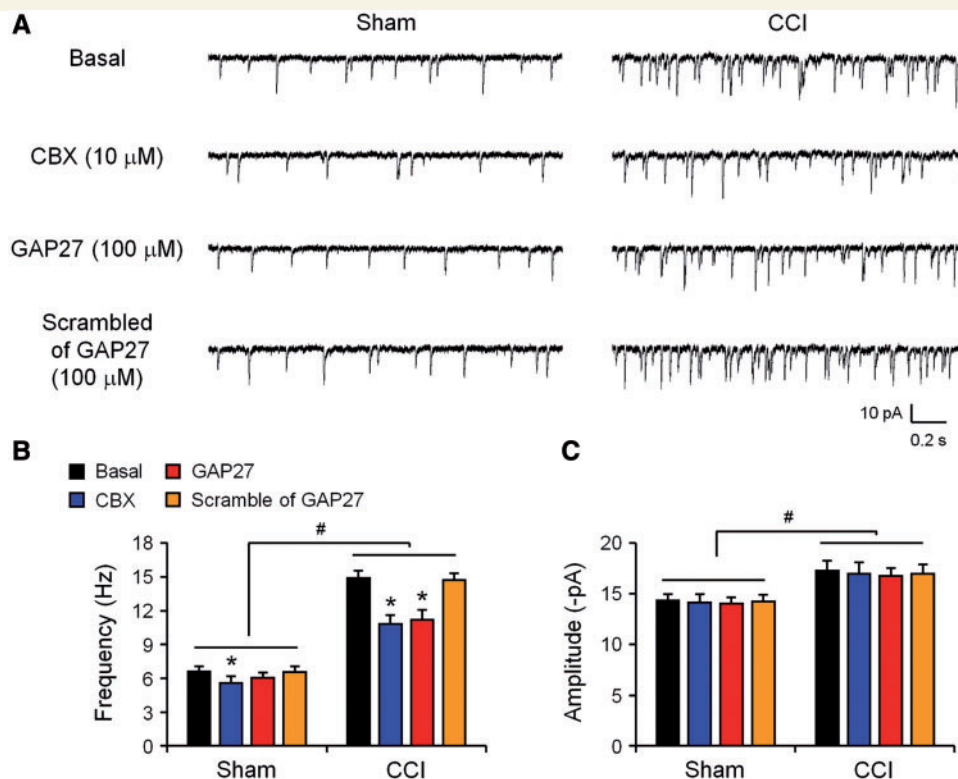 A
Sham
CCI
Basal
CBX (10 μM)
GAP27 (100 μM)
Scrambled
of GAP27
(100 μM)
10 pA
0.2 s
B
Basal
GAP27
CBX
Scramble of GAP27
#
18
15
12
9
6
3
0
Frequency (Hz)
*
*
*
Sham
CCI
C
#
20
15
10
5
0
Amplitude (-pA)
Sham
CCI